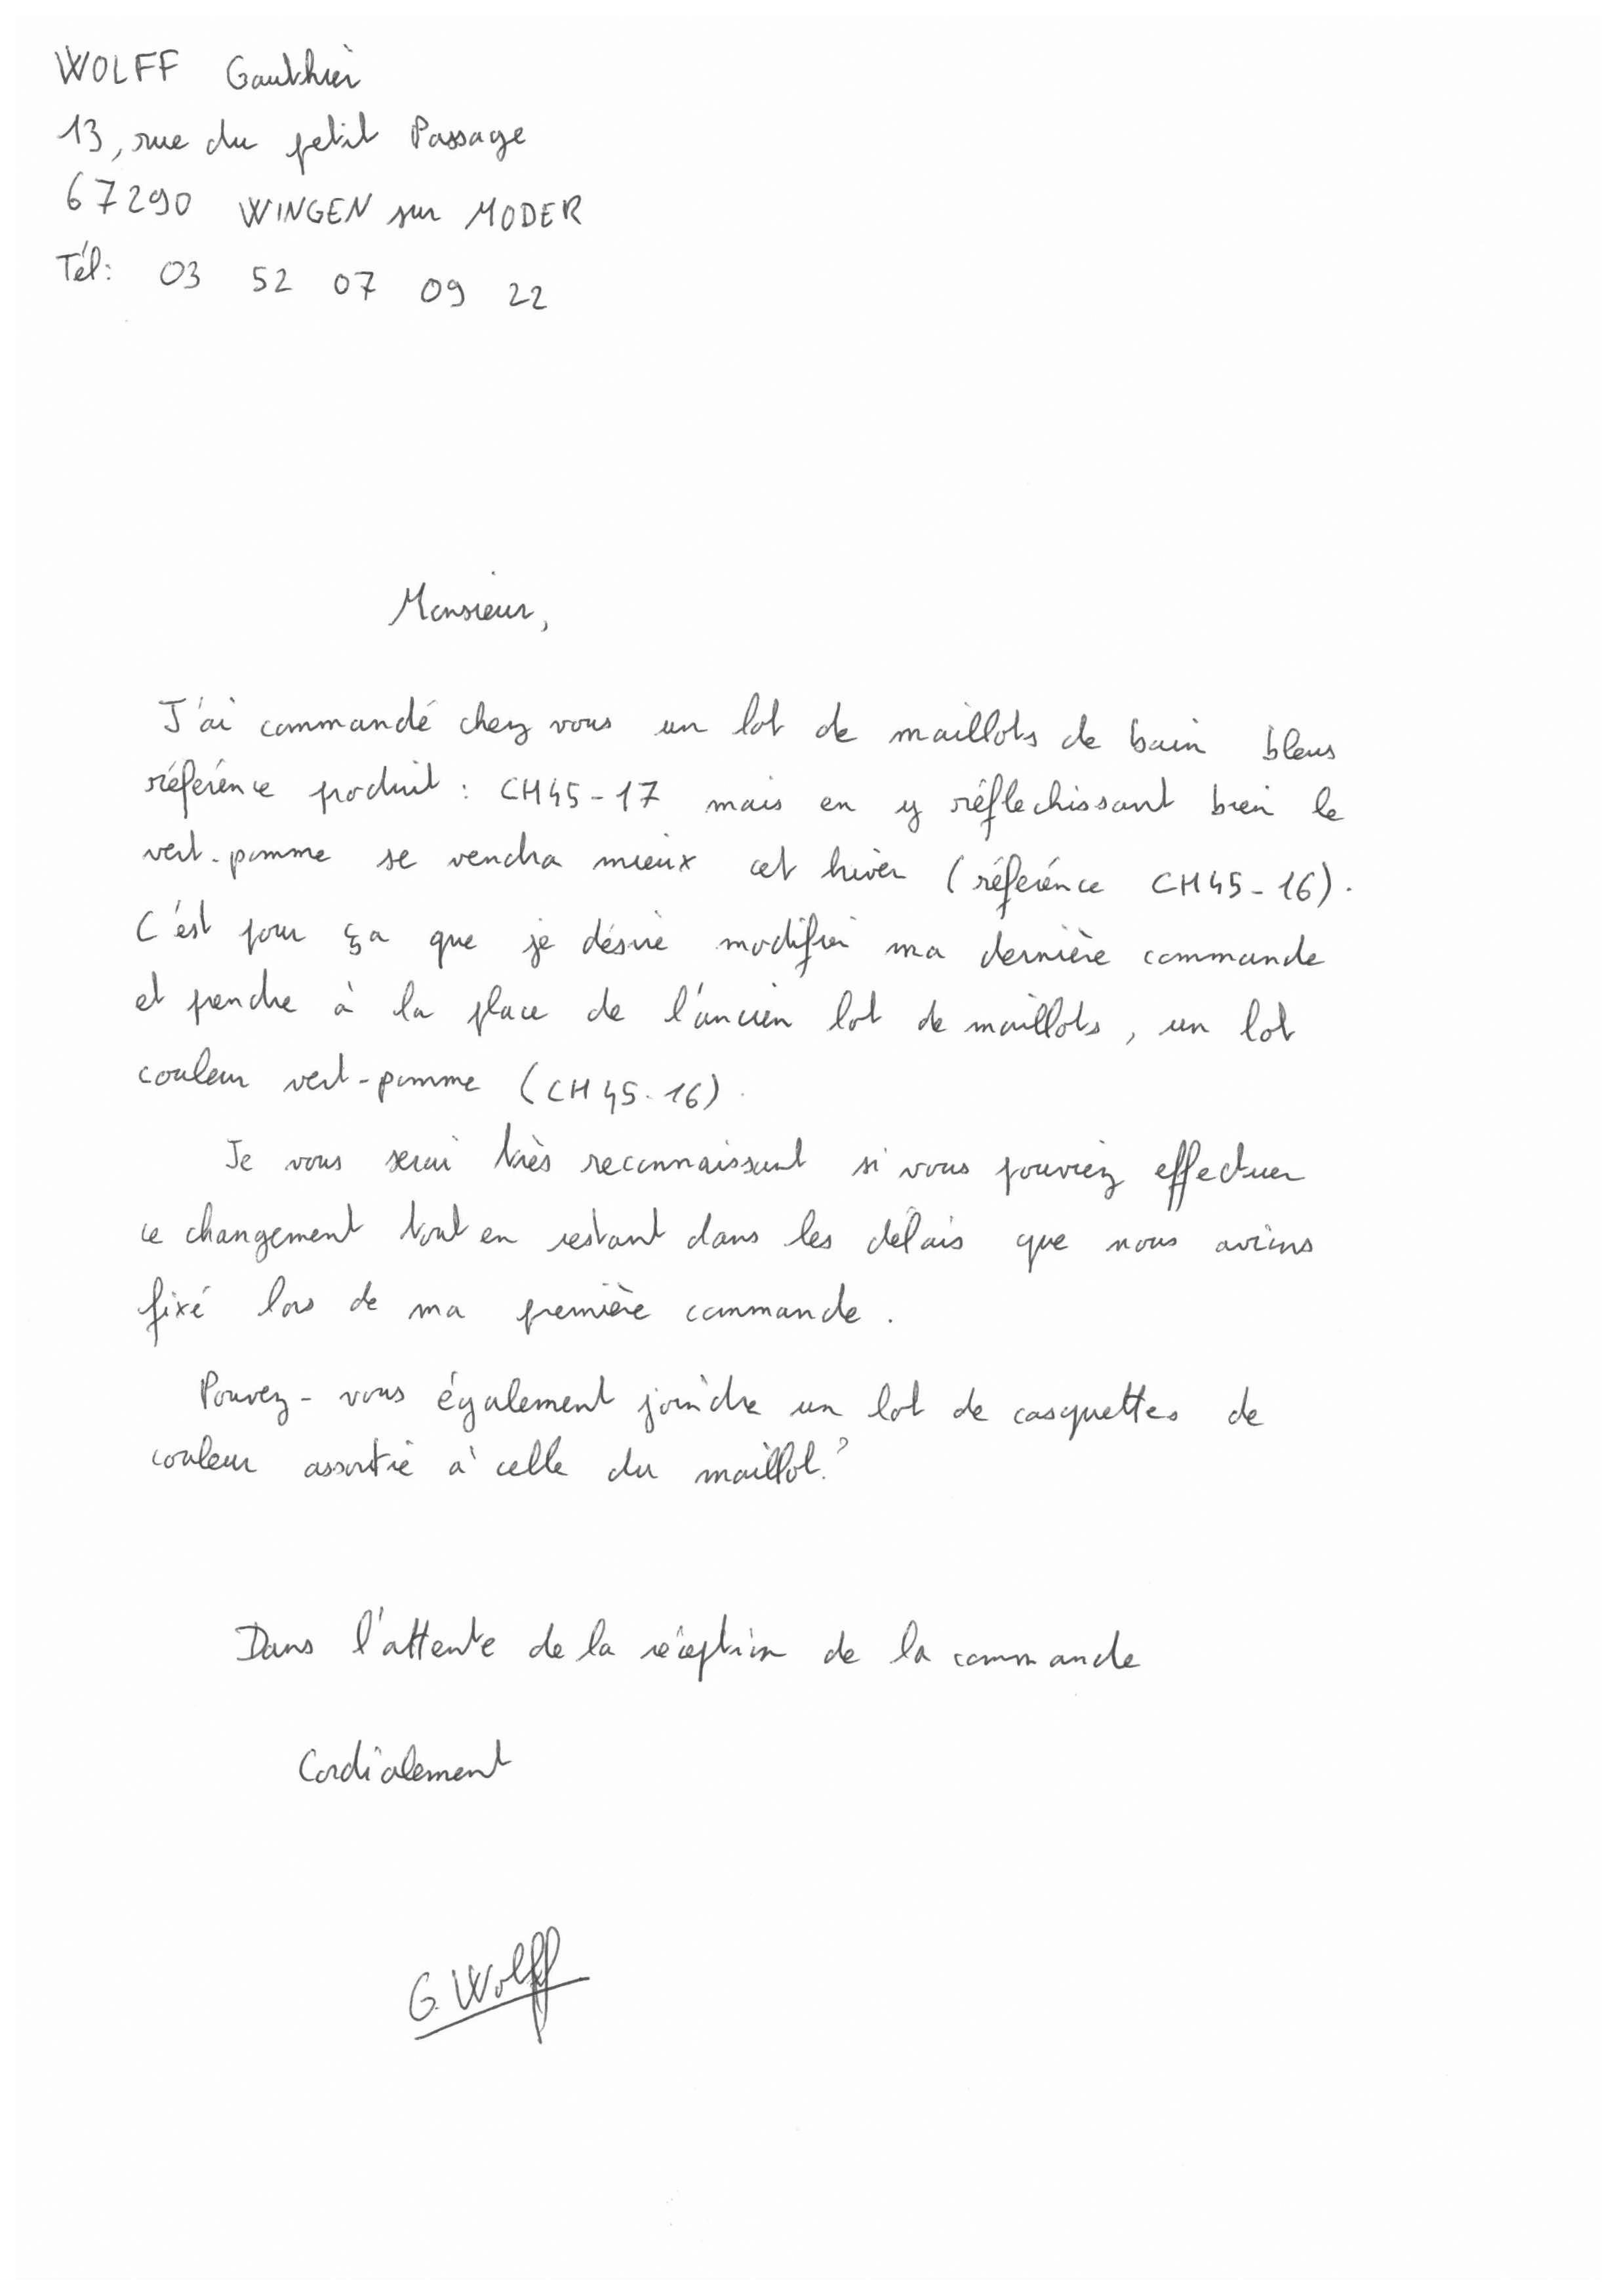 WOLFF Gauthier
13, rue du petit Passage
67290 WINGEN sur MODER
Tél: 03 52 07 09 22
Monsieur,
J'ai commandé chez vous un lot de maillots de bain bleus
référence produit : CH45-17 mais en y réflechissant bien le
vert-pomme se vendra mieux cet hiver (référence CH45-16).
C'est pour ça que je désire modifier ma dernière commande
et pendre à la place de l'ancien lot de maillots, un lot
couleur vert-pomme (CH45-16).
Je vous serai très reconnaissant si vous pouviez effectuer
ce changement tout en restant dans les délais que nous avions
fixé lors de ma première commande.
Pouvez-vous également joindre un lot de casquettes de
couleur assortie à celle du maillot?
Dans l'attente de la réception de la commande
Cordialement
G. Wolff